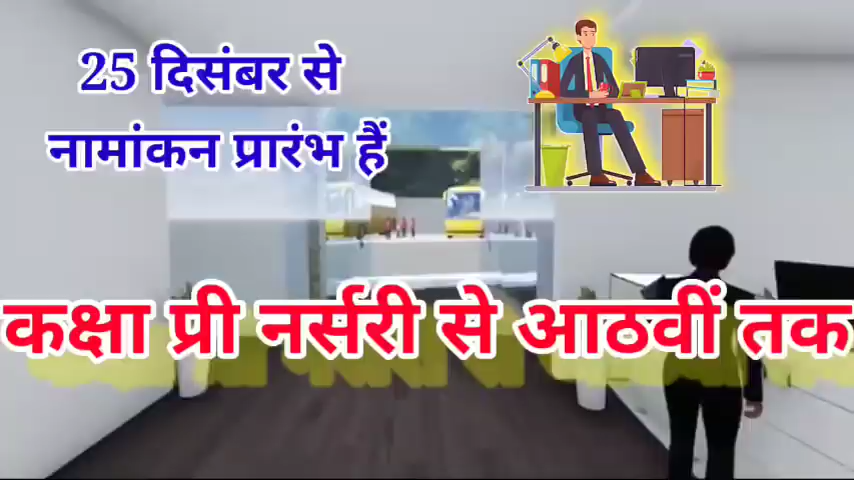 25 दिसंबर से
नामांकन प्रारंभ हैं
कक्षा प्री नर्सरी से आठवीं तक